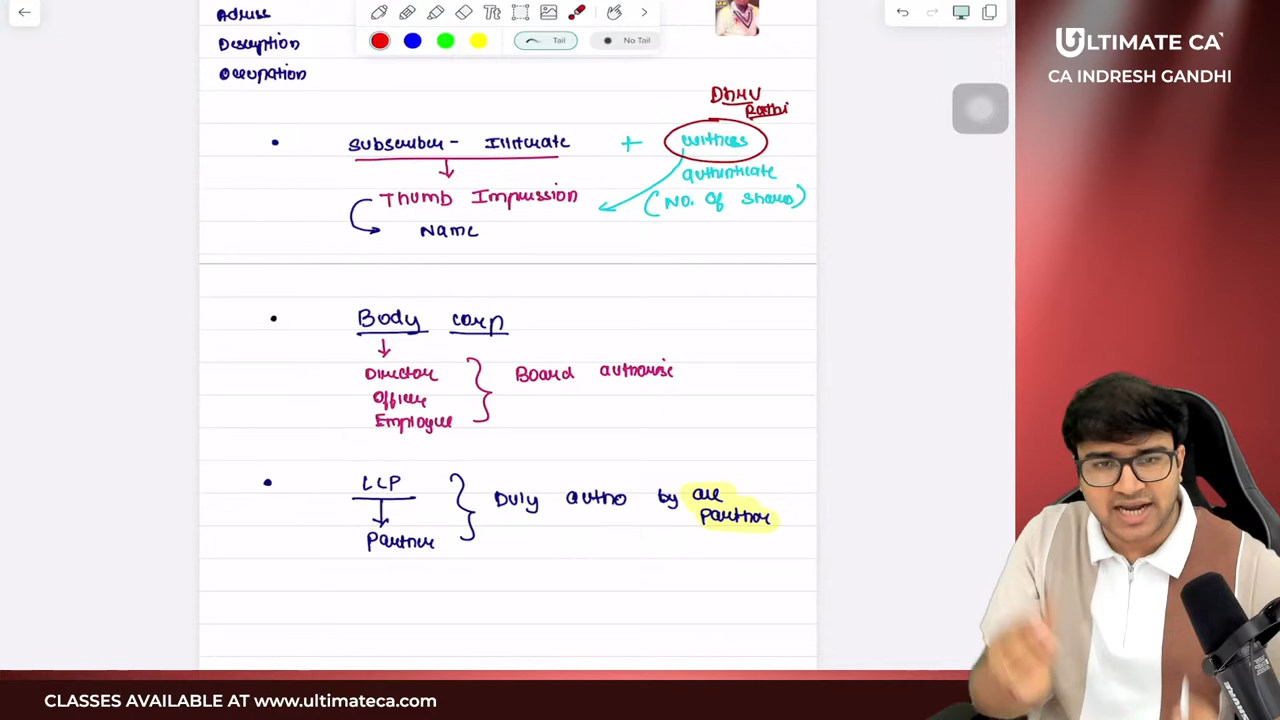 Adress
Description
Occupation
Tt
Tail
No Tail
ULTIMATE CA
CA INDRESH GANDHI
Dhruv
Rathi
• Subscriber - Illiterate + witness
authenticate
Thumb Impression (No. of shares)
Name
• Body corp
Director
Officer } Board authorise
Employee
• LLP } Duly autho by all
Partner partner
CLASSES AVAILABLE AT www.ultimateca.com